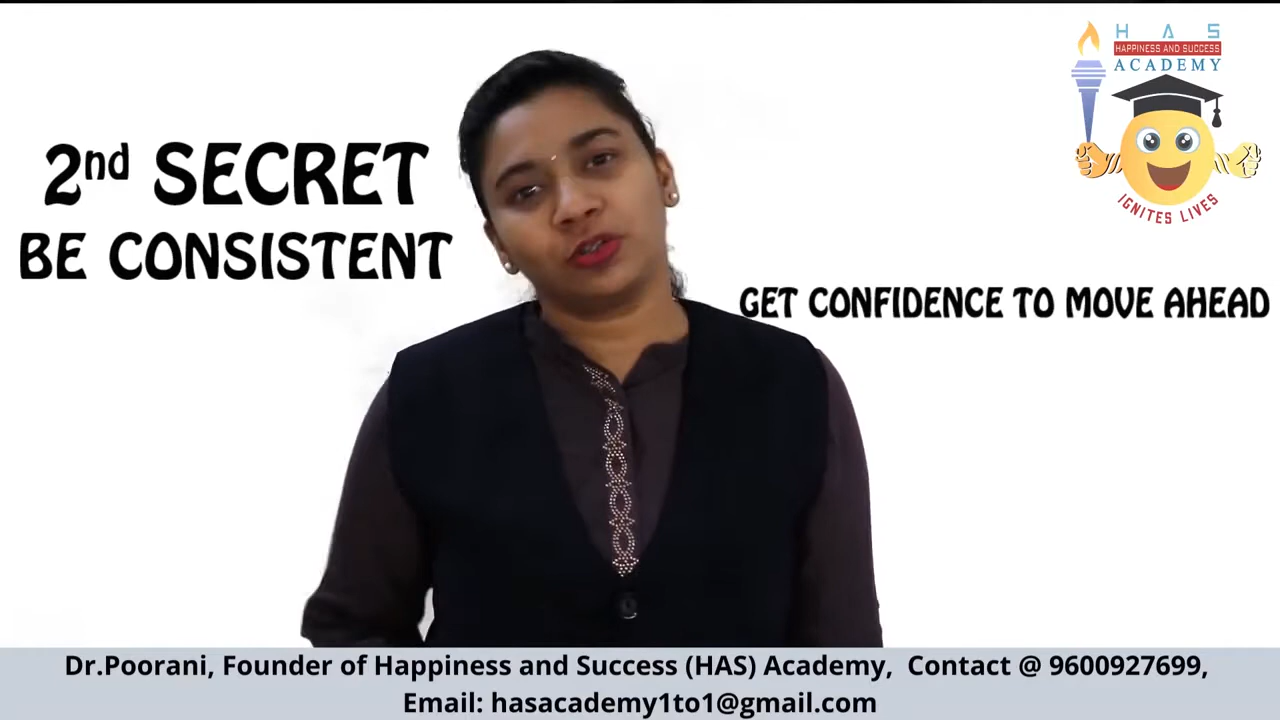 H A S
HAPPINESS AND SUCCESS
ACADEMY
IGNITES LIVES
2nd SECRET
BE CONSISTENT
GET CONFIDENCE TO MOVE AHEAD
Dr.Poorani, Founder of Happiness and Success (HAS) Academy, Contact @ 9600927699,
Email: hasacademy1to1@gmail.com